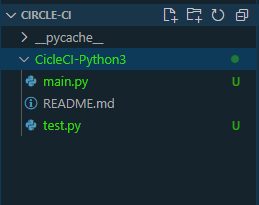 CIRCLE-CI
__pycache__
CicleCI-Python3
main.py U
README.md
test.py U